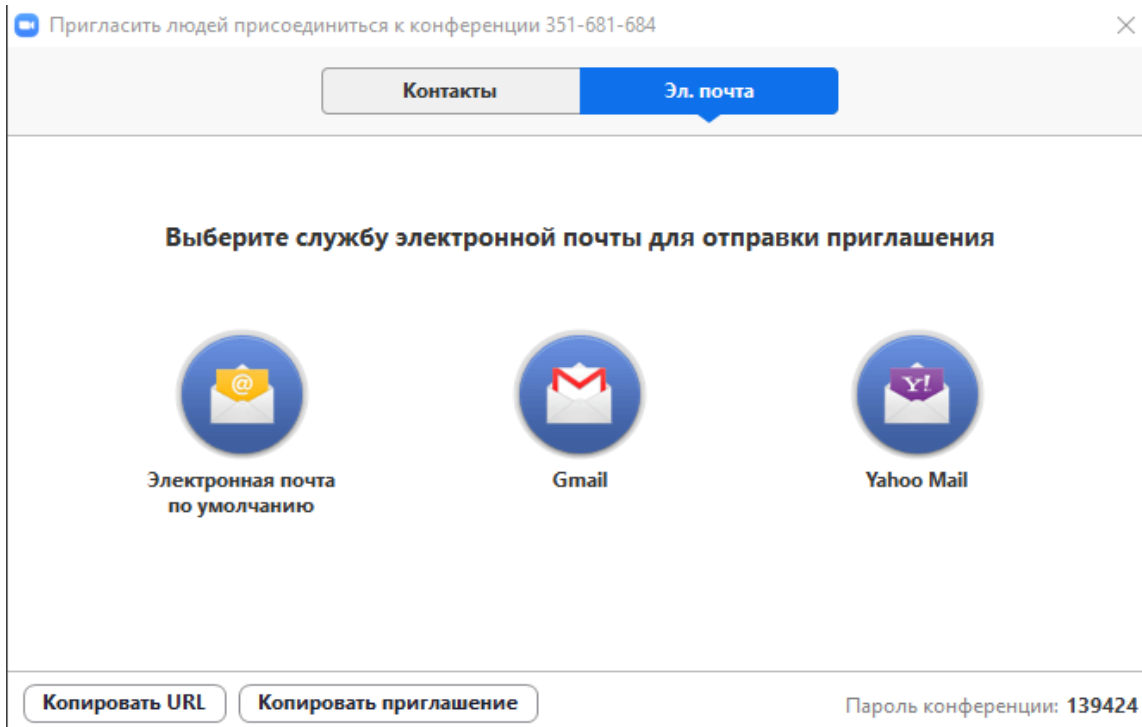 Пригласить людей присоединиться к конференции 351-681-684
Контакты
Эл. почта
Выберите службу электронной почты для отправки приглашения
@
Y!
Электронная почта
по умолчанию
Gmail
Yahoo Mail
Копировать URL
Копировать приглашение
Пароль конференции: 139424